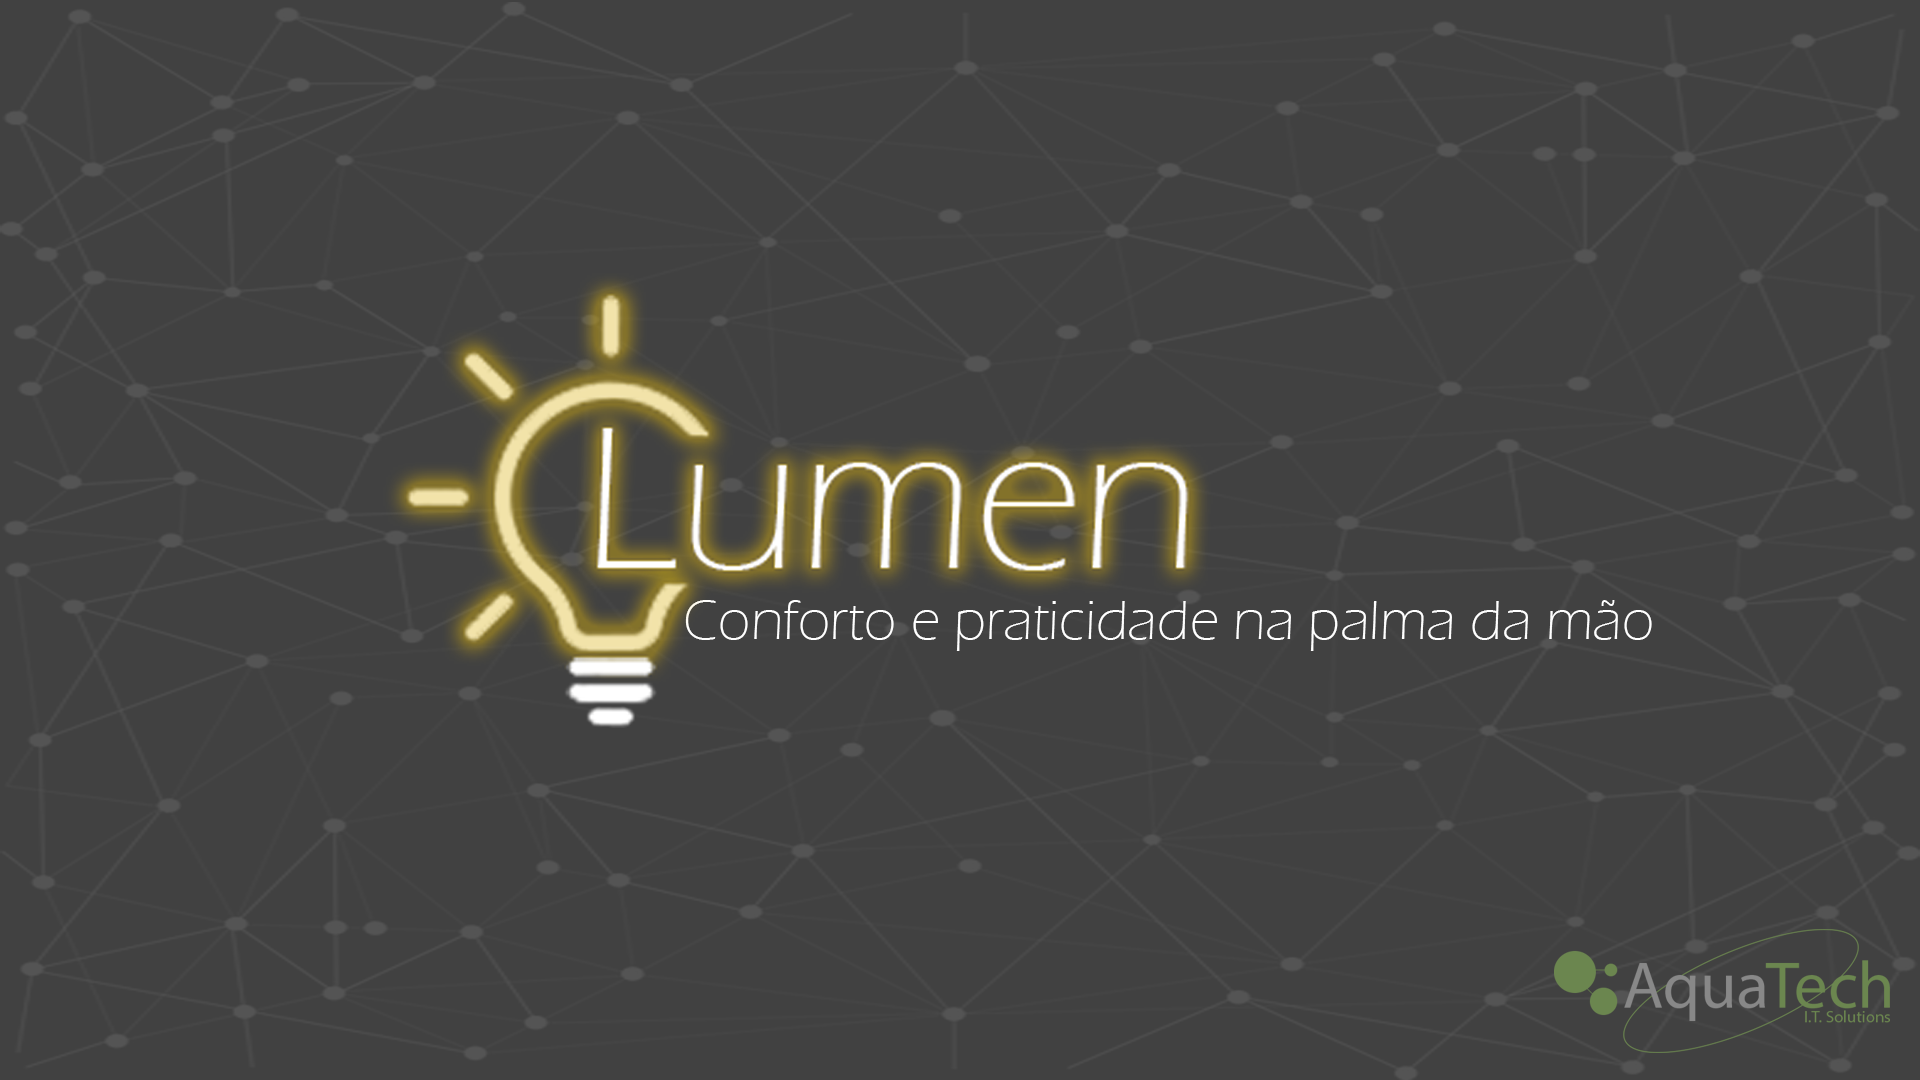 Lumen
Conforto e praticidade na palma da mão
AquaTech
I.T. Solutions